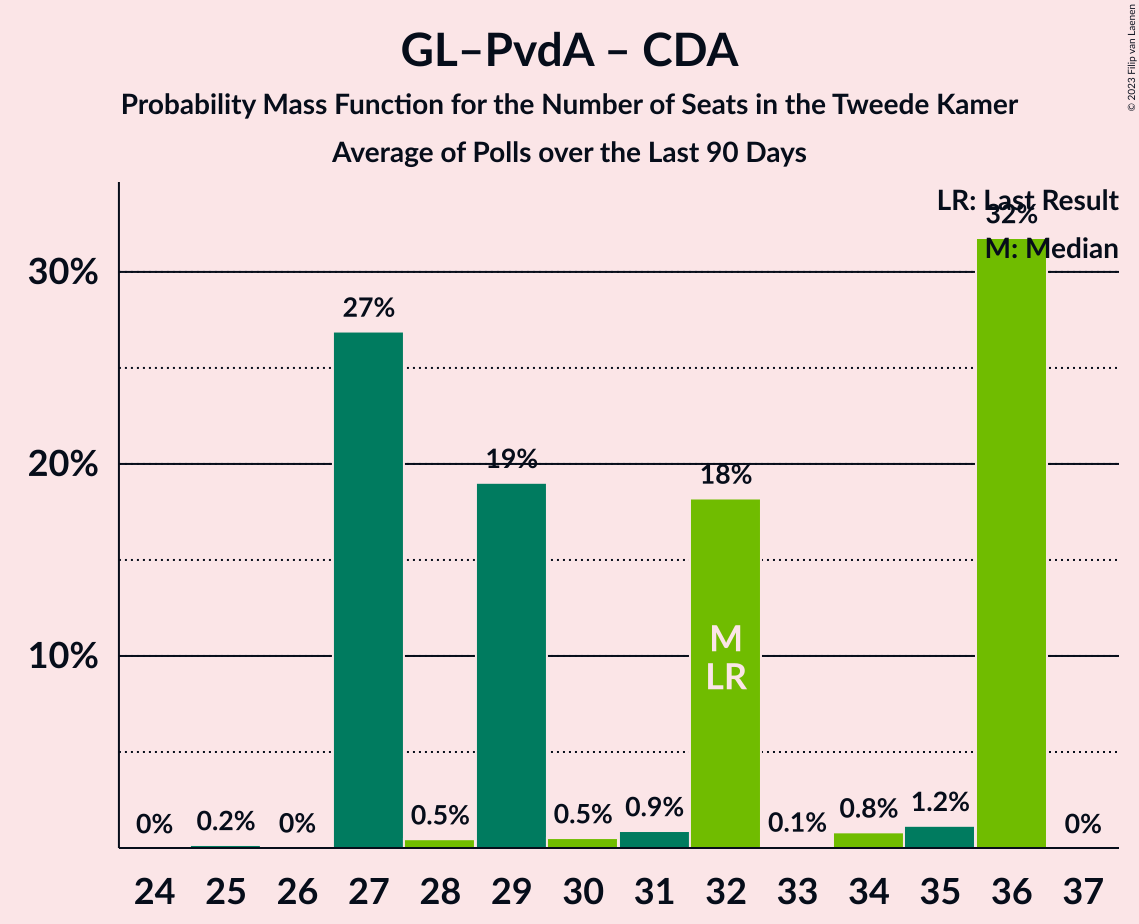 GL–PvdA – CDA
Probability Mass Function for the Number of Seats in the Tweede Kamer
Average of Polls over the Last 90 Days
© 2023 Filip van Laenen
LR: Last Result
M: Median
30%
20%
10%
0%
0.2%
0%
27%
0.5%
19%
0.5%
0.9%
18%
M
LR
0.1%
0.8%
1.2%
32%
0%
24 25 26 27 28 29 30 31 32 33 34 35 36 37